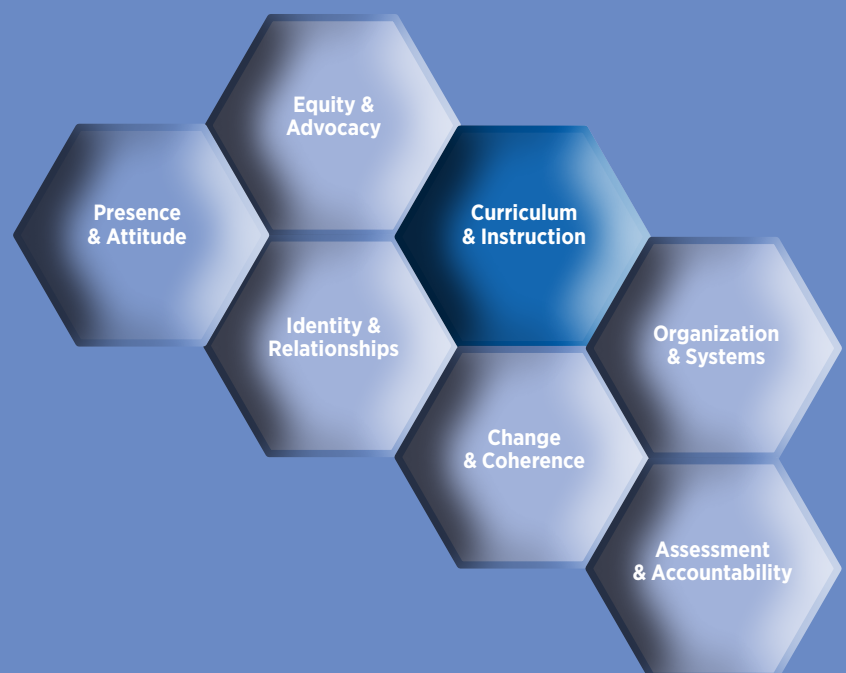 Equity &
Advocacy
Presence
& Attitude
Curriculum
& Instruction
Identity &
Relationships
Organization
& Systems
Change
& Coherence
Assessment
& Accountability